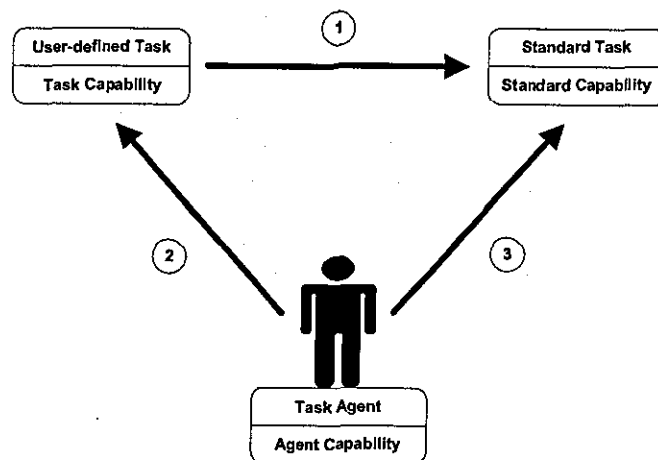 1
User-defined Task
Task Capability
Standard Task
Standard Capability
2
3
Task Agent
Agent Capability